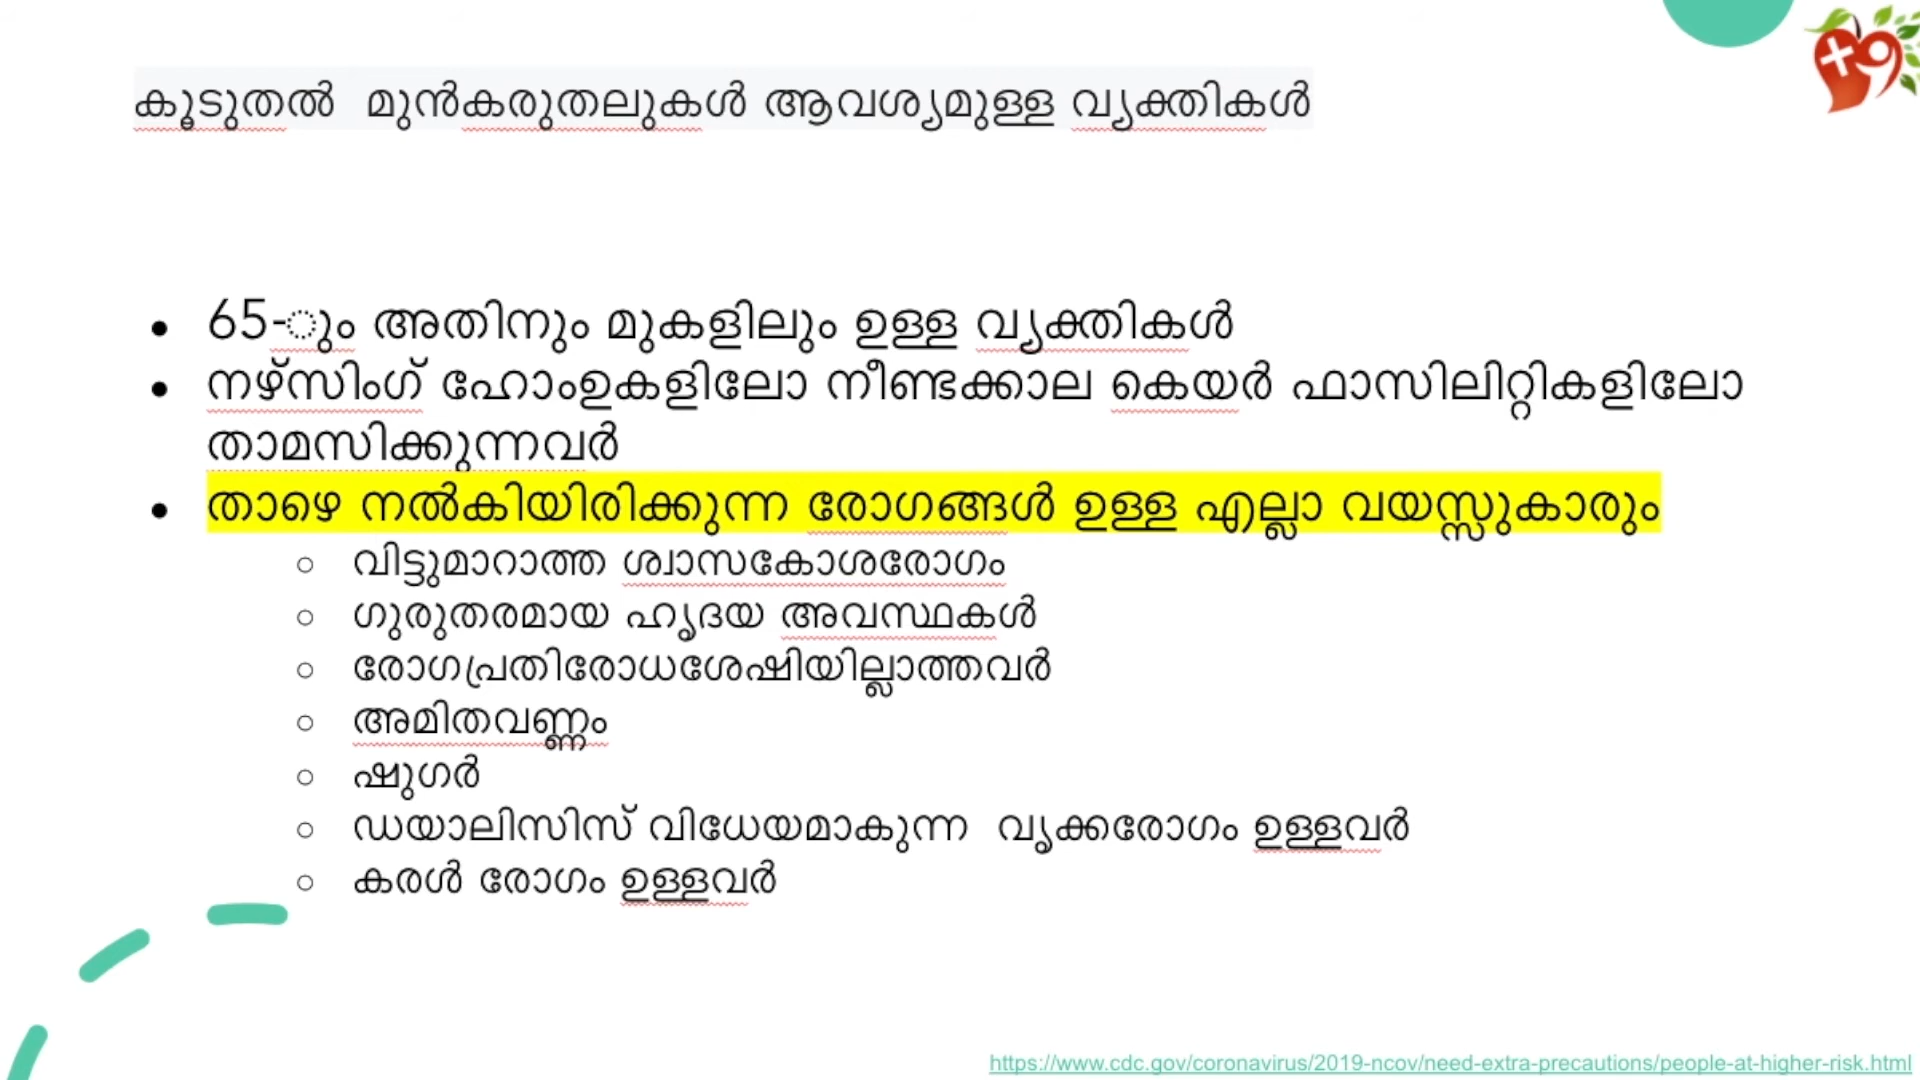 കൂടുതൽ  മുൻകരുതലുകൾ ആവശ്യമുള്ള വ്യക്തികൾ
65-ും അതിനും മുകളിലും ഉള്ള വ്യക്തികൾ
നഴ്സിംഗ് ഹോംഉകളിലോ നീണ്ടക്കാല കെയർ ഫാസിലിറ്റികളിലോ
താമസിക്കുന്നവർ
താഴെ നൽകിയിരിക്കുന്ന രോഗങ്ങൾ ഉള്ള എല്ലാ വയസ്സുകാരും
വിട്ടുമാറാത്ത ശ്വാസകോശരോഗം
ഗുരുതരമായ ഹൃദയ അവസ്ഥകൾ
രോഗപ്രതിരോധശേഷിയില്ലാത്തവർ
അമിതവണ്ണം
ഷുഗർ
ഡയാലിസിസ് വിധേയമാകുന്ന  വൃക്കരോഗം ഉള്ളവർ
കരൾ രോഗം ഉള്ളവർ
https://www.cdc.gov/coronavirus/2019-ncov/need-extra-precautions/people-at-higher-risk.html